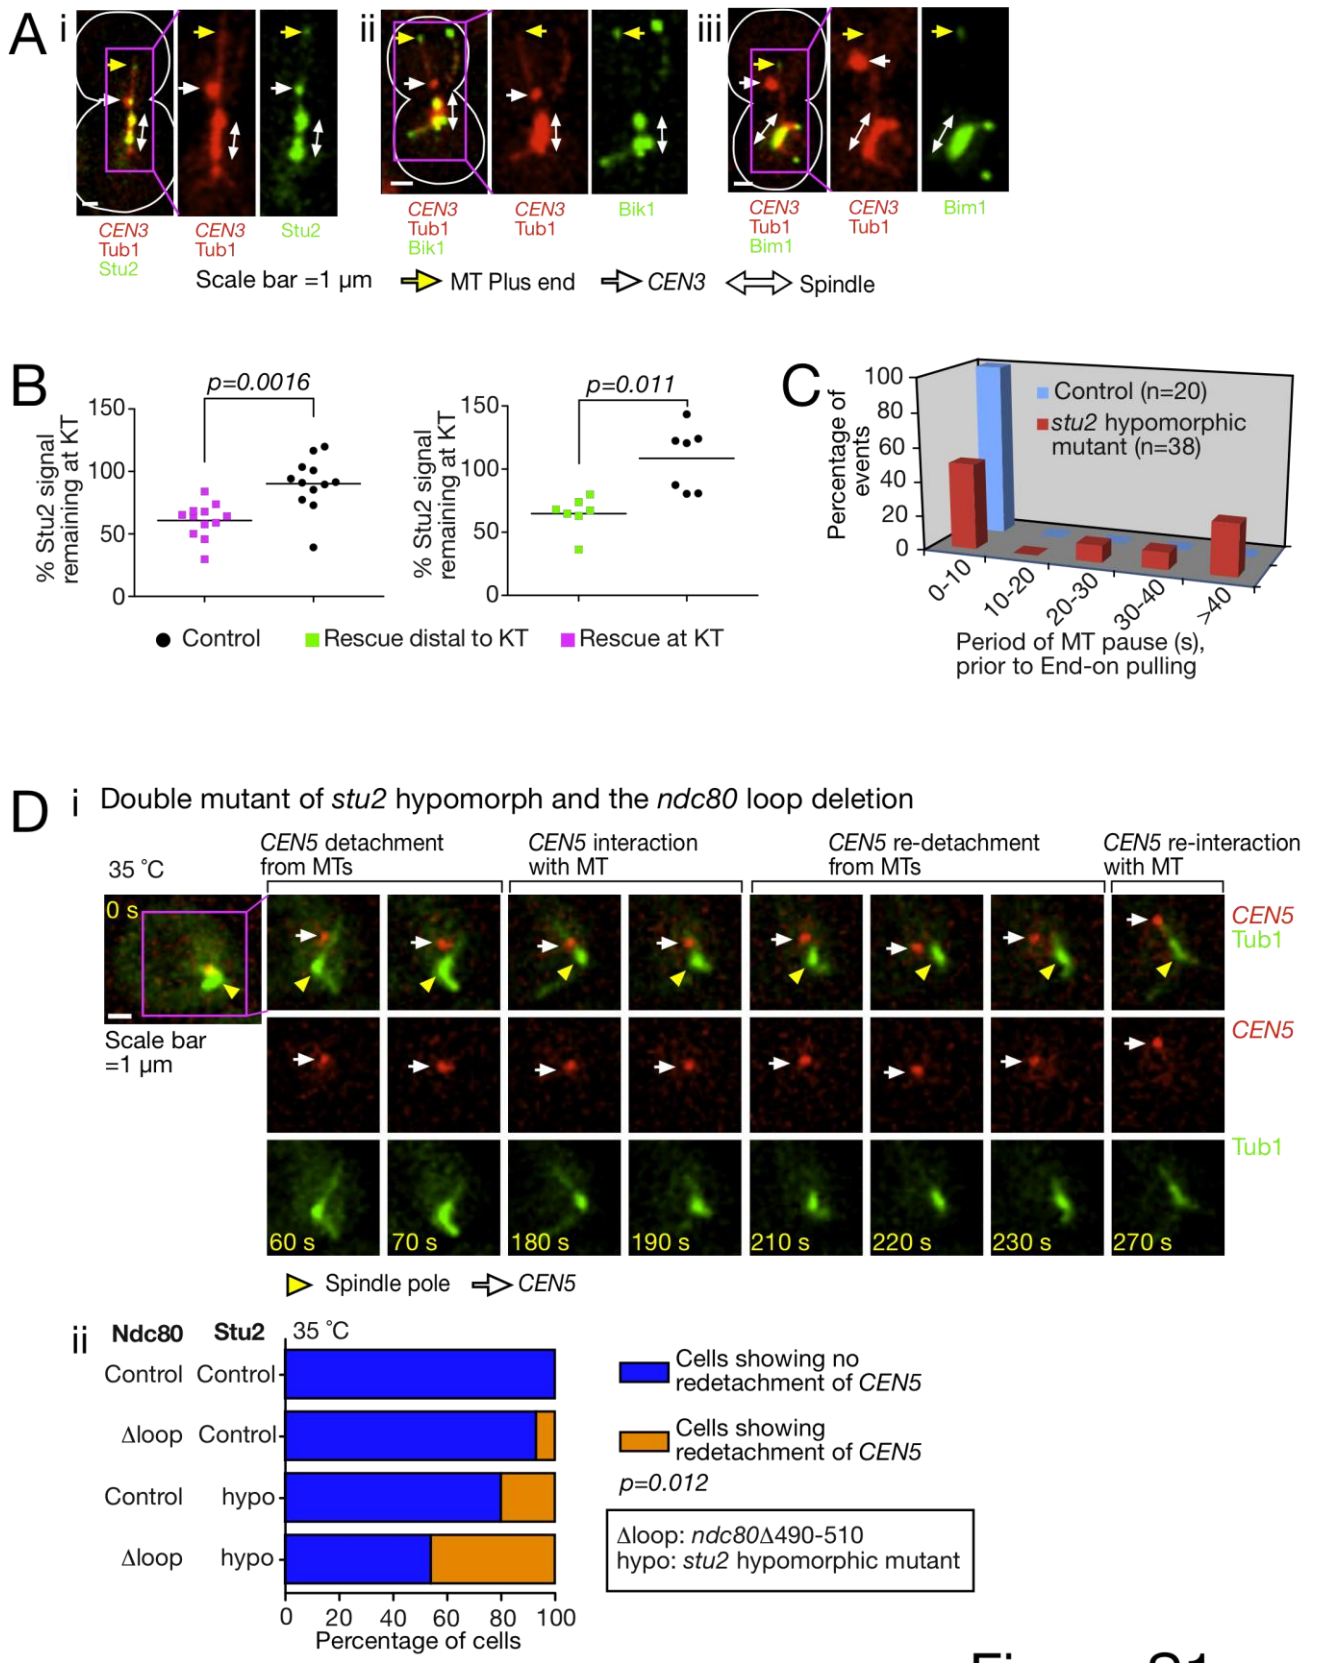 A
i
ii
iii
CEN3
Tub1
Stu2
CEN3
Tub1
Stu2
CEN3
Tub1
Bik1
CEN3
Tub1
Bik1
CEN3
Tub1
Bim1
CEN3
Tub1
Bim1
Scale bar =1 µm
MT Plus end
CEN3
Spindle
B
p=0.0016
% Stu2 signal
remaining at KT
150
100
50
0
p=0.011
% Stu2 signal
remaining at KT
150
100
50
0
Control
Rescue distal to KT
Rescue at KT
C
Percentage of
events
100
80
60
40
20
0
Control (n=20)
stu2 hypomorphic
mutant (n=38)
0-10
10-20
20-30
30-40
>40
Period of MT pause (s),
prior to End-on pulling
D
i Double mutant of stu2 hypomorph and the ndc80 loop deletion
35 °C
CEN5 detachment
from MTs
CEN5 interaction
with MT
CEN5 re-detachment
from MTs
CEN5 re-interaction
with MT
0 s
CEN5
Tub1
Scale bar
=1 µm
CEN5
Tub1
60 s
70 s
180 s
190 s
210 s
220 s
230 s
270 s
Spindle pole
CEN5
ii
Ndc80 Stu2 35 °C
Control Control
Δloop Control
Control hypo
Δloop hypo
0 20 40 60 80 100
Percentage of cells
Cells showing no
redetachment of CEN5
Cells showing
redetachment of CEN5
p=0.012
Δloop: ndc80Δ490-510
hypo: stu2 hypomorphic mutant